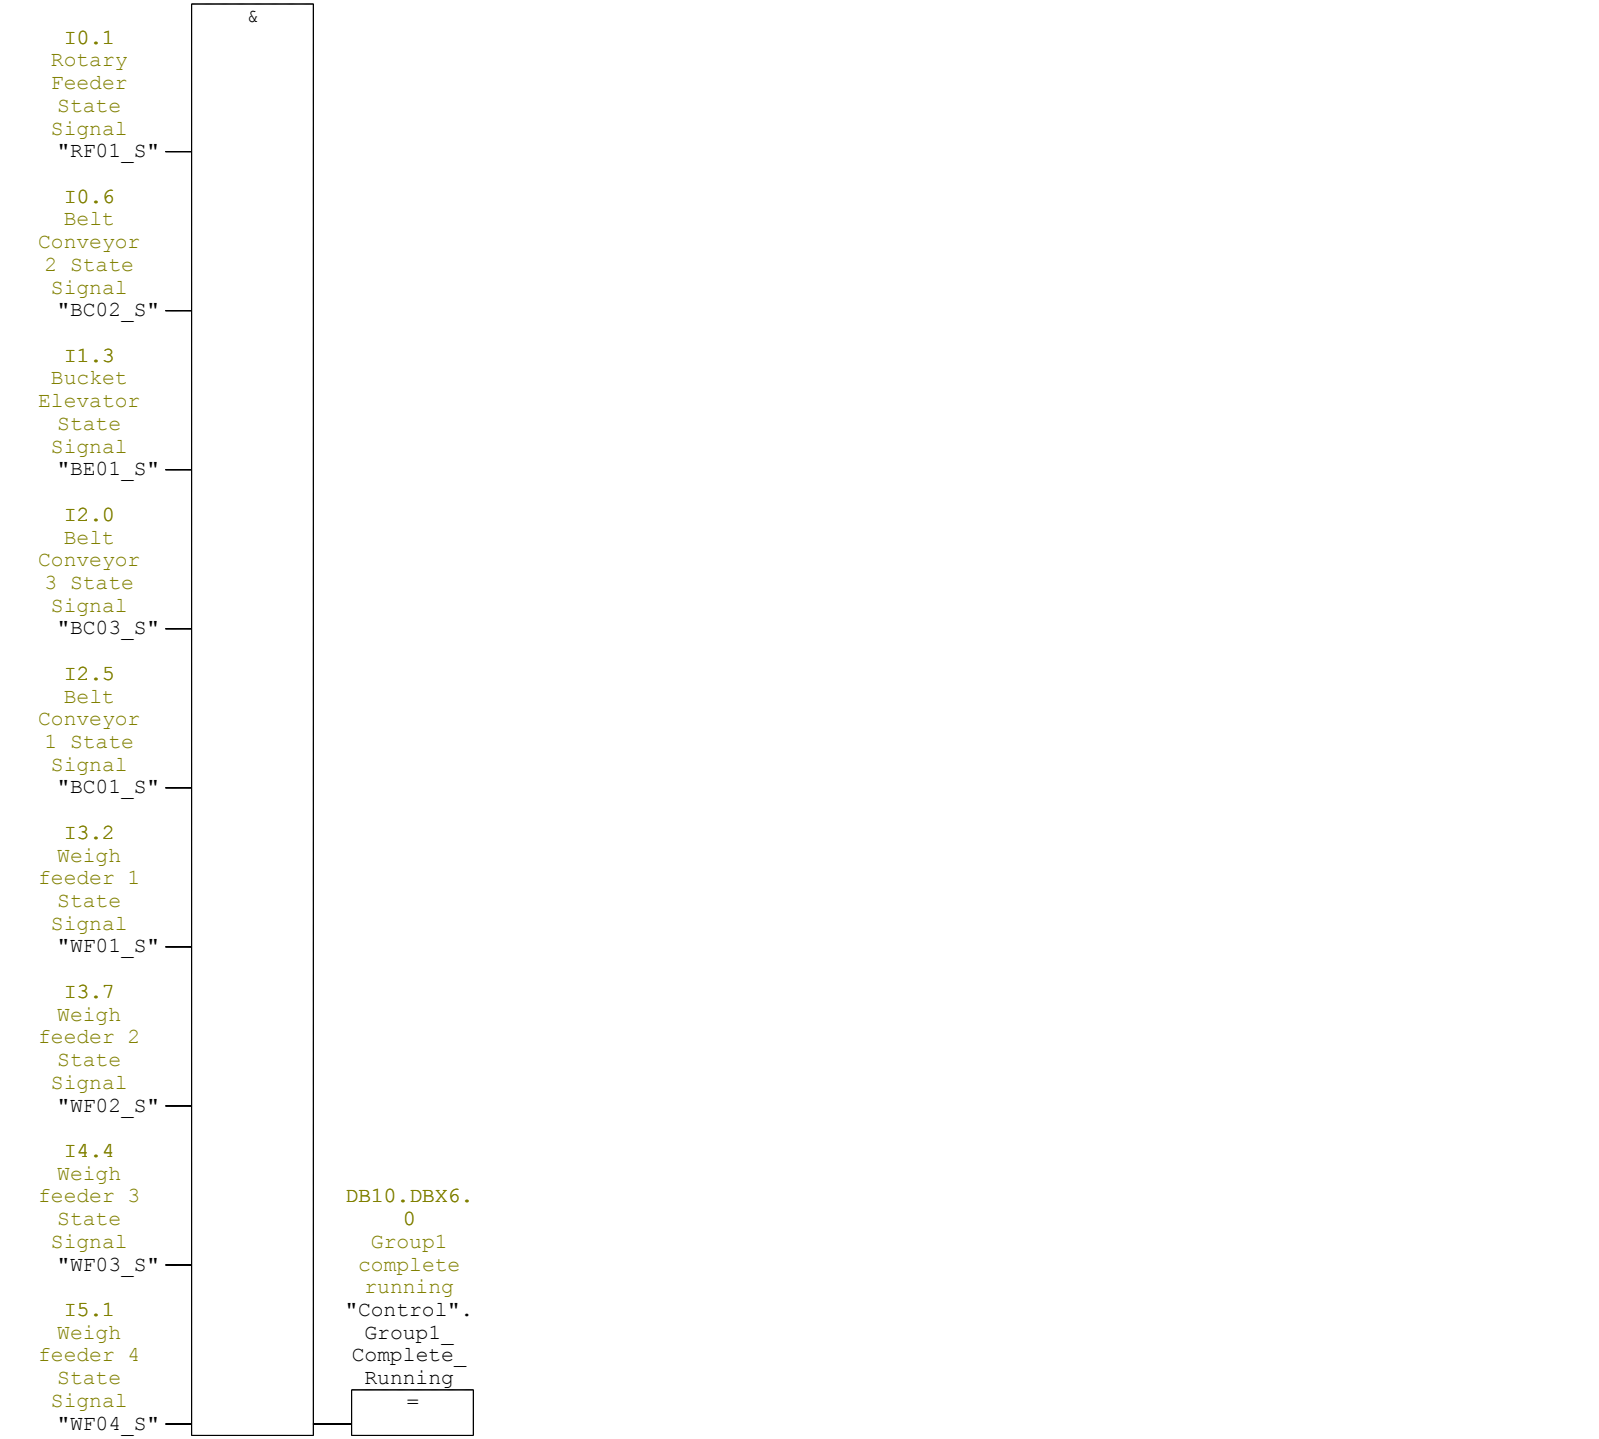 &
I0.1
Rotary
Feeder
State
Signal
"RF01_S"
I0.6
Belt
Conveyor
2 State
Signal
"BC02_S"
I1.3
Bucket
Elevator
State
Signal
"BE01_S"
I2.0
Belt
Conveyor
3 State
Signal
"BC03_S"
I2.5
Belt
Conveyor
1 State
Signal
"BC01_S"
I3.2
Weigh
feeder 1
State
Signal
"WF01_S"
I3.7
Weigh
feeder 2
State
Signal
"WF02_S"
I4.4
Weigh
feeder 3
State
Signal
"WF03_S"
I5.1
Weigh
feeder 4
State
Signal
"WF04_S"
DB10.DBX6.
0
Group1
complete
running
"Control".
Group1_
Complete_
Running
=